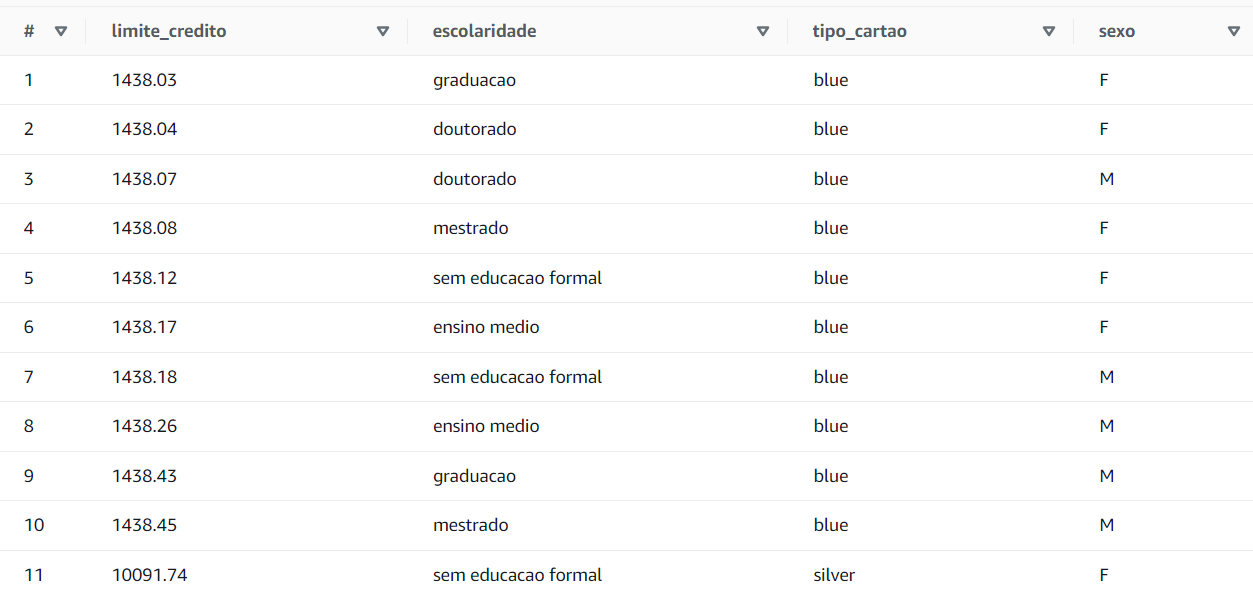 # limite_credito escolaridade tipo_cartao sexo
1 1438.03 graduacao blue F
2 1438.04 doutorado blue F
3 1438.07 doutorado blue M
4 1438.08 mestrado blue F
5 1438.12 sem educacao formal blue F
6 1438.17 ensino medio blue F
7 1438.18 sem educacao formal blue M
8 1438.26 ensino medio blue M
9 1438.43 graduacao blue M
10 1438.45 mestrado blue M
11 10091.74 sem educacao formal silver F